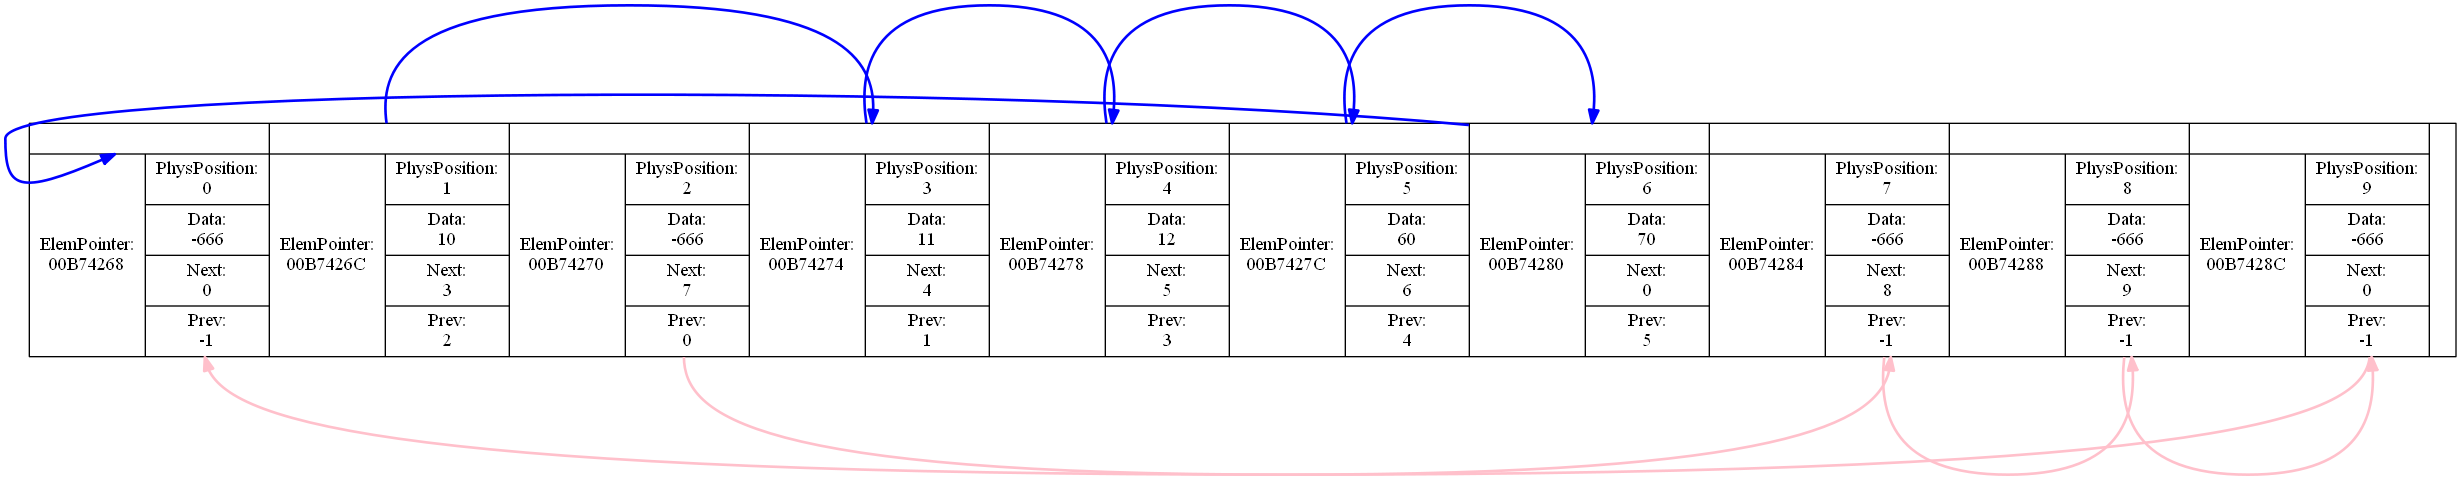 ElemPointer:
00B74268
PhysPosition:
0
Data:
-666
Next:
0
Prev:
-1
ElemPointer:
00B7426C
PhysPosition:
1
Data:
10
Next:
3
Prev:
2
ElemPointer:
00B74270
PhysPosition:
2
Data:
-666
Next:
7
Prev:
0
ElemPointer:
00B74274
PhysPosition:
3
Data:
11
Next:
4
Prev:
1
ElemPointer:
00B74278
PhysPosition:
4
Data:
12
Next:
5
Prev:
3
ElemPointer:
00B7427C
PhysPosition:
5
Data:
60
Next:
6
Prev:
4
ElemPointer:
00B74280
PhysPosition:
6
Data:
70
Next:
0
Prev:
5
ElemPointer:
00B74284
PhysPosition:
7
Data:
-666
Next:
8
Prev:
-1
ElemPointer:
00B74288
PhysPosition:
8
Data:
-666
Next:
9
Prev:
-1
ElemPointer:
00B7428C
PhysPosition:
9
Data:
-666
Next:
0
Prev:
-1